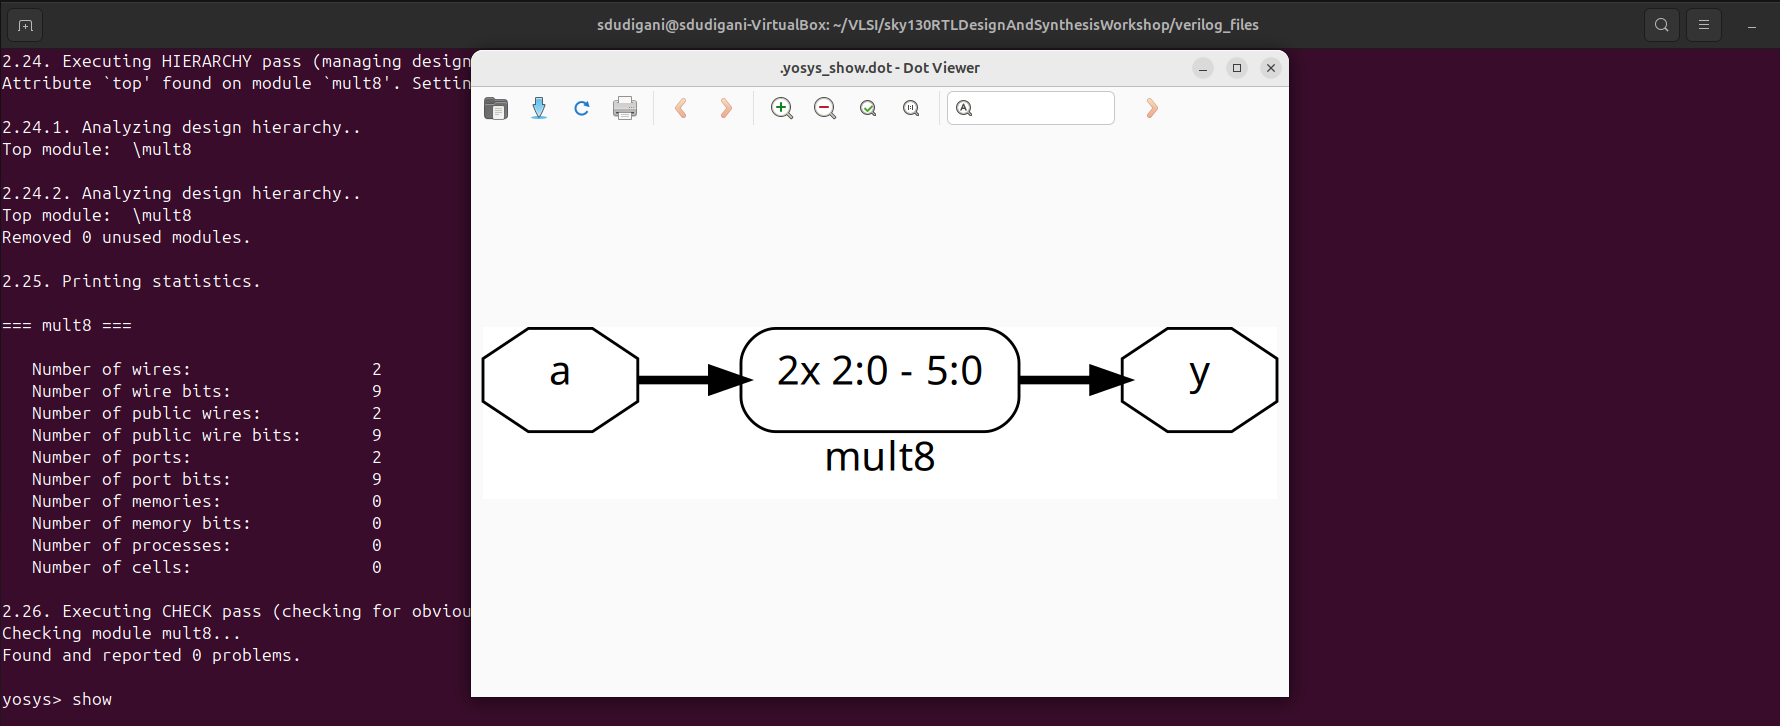 sdudigani@sdudigani-VirtualBox: ~/VLSI/sky130RTLDesignAndSynthesisWorkshop/verilog_files
2.24. Executing HIERARCHY pass (managing design
Attribute `top' found on module `mult8'. Settin
2.24.1. Analyzing design hierarchy..
Top module:  \mult8
2.24.2. Analyzing design hierarchy..
Top module:  \mult8
Removed 0 unused modules.
2.25. Printing statistics.
=== mult8 ===
Number of wires: 2
Number of wire bits: 9
Number of public wires: 2
Number of public wire bits: 9
Number of ports: 2
Number of port bits: 9
Number of memories: 0
Number of memory bits: 0
Number of processes: 0
Number of cells: 0
2.26. Executing CHECK pass (checking for obviou
Checking module mult8...
Found and reported 0 problems.
yosys> show
.yosys_show.dot - Dot Viewer
a
2x 2:0 - 5:0
y
mult8